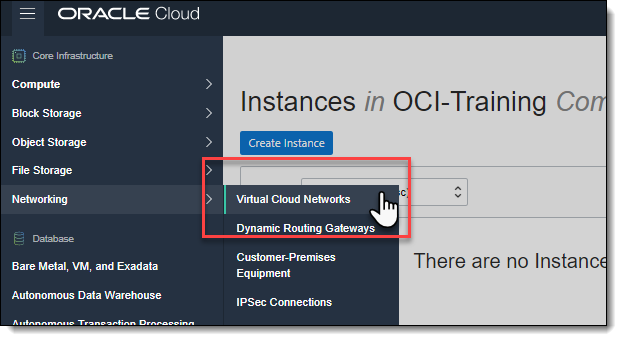 ORACLE Cloud
Core Infrastructure
Compute
Block Storage
Object Storage
File Storage
Networking
Database
Bare Metal, VM, and Exadata
Autonomous Data Warehouse
Autonomous Transaction Processing
Virtual Cloud Networks
Dynamic Routing Gateways
Customer-Premises
Equipment
IPSec Connections
Instances in OCI-Training Com
Create Instance
sc)
There are no Instance